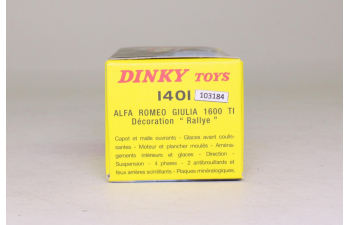 DINKY TOYS
1401 103184
ALFA ROMEO GIULIA 1600 TI
Décoration " Rallye "
Capot et malle ouvrants - Glaces avant coulis-
santes - Moteur et plancher moulés - Aména-
gements intérieurs et glaces - Direction -
Suspension - 4 phares - 2 antibrouillards et
feux arrière scintillants - Plaques minéralogiques.